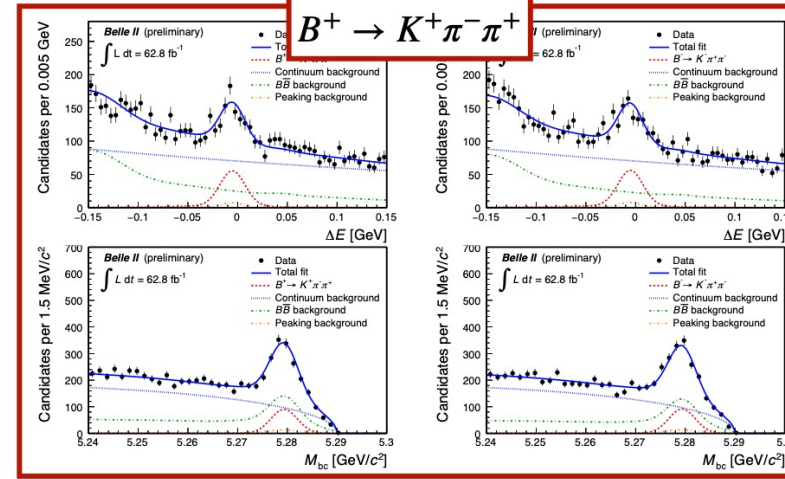 B⁺ → K⁺π⁻π⁺
Candidates per 0.005 GeV
250
200
150
100
50
0
Belle II (preliminary)
∫ L dt = 62.8 fb⁻¹
Data
Total fit
Continuum background
BB̄ background
Peaking background
−0.15 −0.1 −0.05 0 0.05 0.1 0.15
ΔE [GeV]
Candidates per 0.00
250
200
150
100
50
0
62.8 fb⁻¹
Data
Total fit
B⁻→ K⁻π⁺π⁻
Continuum background
BB̄ background
Peaking background
−0.15 −0.1 −0.05 0 0.05 0.1
ΔE [GeV]
Candidates per 1.5 MeV/c²
700
600
500
400
300
200
100
0
Belle II (preliminary)
∫ L dt = 62.8 fb⁻¹
Data
Total fit
B⁺→ K⁺π⁻π⁺
Continuum background
BB̄ background
Peaking background
5.24 5.25 5.26 5.27 5.28 5.29 5.3
M_bc [GeV/c²]
Candidates per 1.5 MeV/c²
700
600
500
400
300
200
100
0
Belle II (preliminary)
∫ L dt = 62.8 fb⁻¹
Data
Total fit
B⁻→ K⁻π⁺π⁻
Continuum background
BB̄ background
Peaking background
5.24 5.25 5.26 5.27 5.28 5.29
M_bc [GeV/c²]